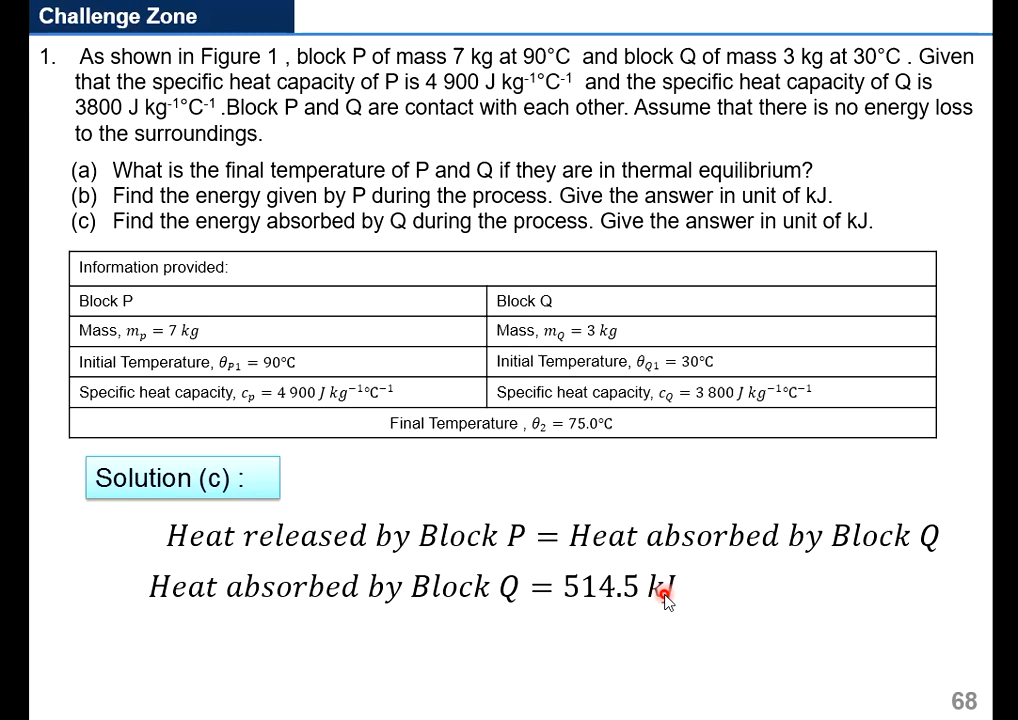 Challenge Zone
1. As shown in Figure 1 , block P of mass 7 kg at 90°C and block Q of mass 3 kg at 30°C . Given
that the specific heat capacity of P is 4 900 J kg⁻¹°C⁻¹ and the specific heat capacity of Q is
3800 J kg⁻¹°C⁻¹ .Block P and Q are contact with each other. Assume that there is no energy loss
to the surroundings.
(a) What is the final temperature of P and Q if they are in thermal equilibrium?
(b) Find the energy given by P during the process. Give the answer in unit of kJ.
(c) Find the energy absorbed by Q during the process. Give the answer in unit of kJ.
Information provided:
Block P Block Q
Mass, m_p = 7 kg Mass, m_Q = 3 kg
Initial Temperature, θ_P1 = 90°C Initial Temperature, θ_Q1 = 30°C
Specific heat capacity, c_p = 4 900 J kg⁻¹°C⁻¹ Specific heat capacity, c_Q = 3 800 J kg⁻¹°C⁻¹
Final Temperature , θ₂ = 75.0°C
Solution (c) :
Heat released by Block P = Heat absorbed by Block Q
Heat absorbed by Block Q = 514.5 kJ
68